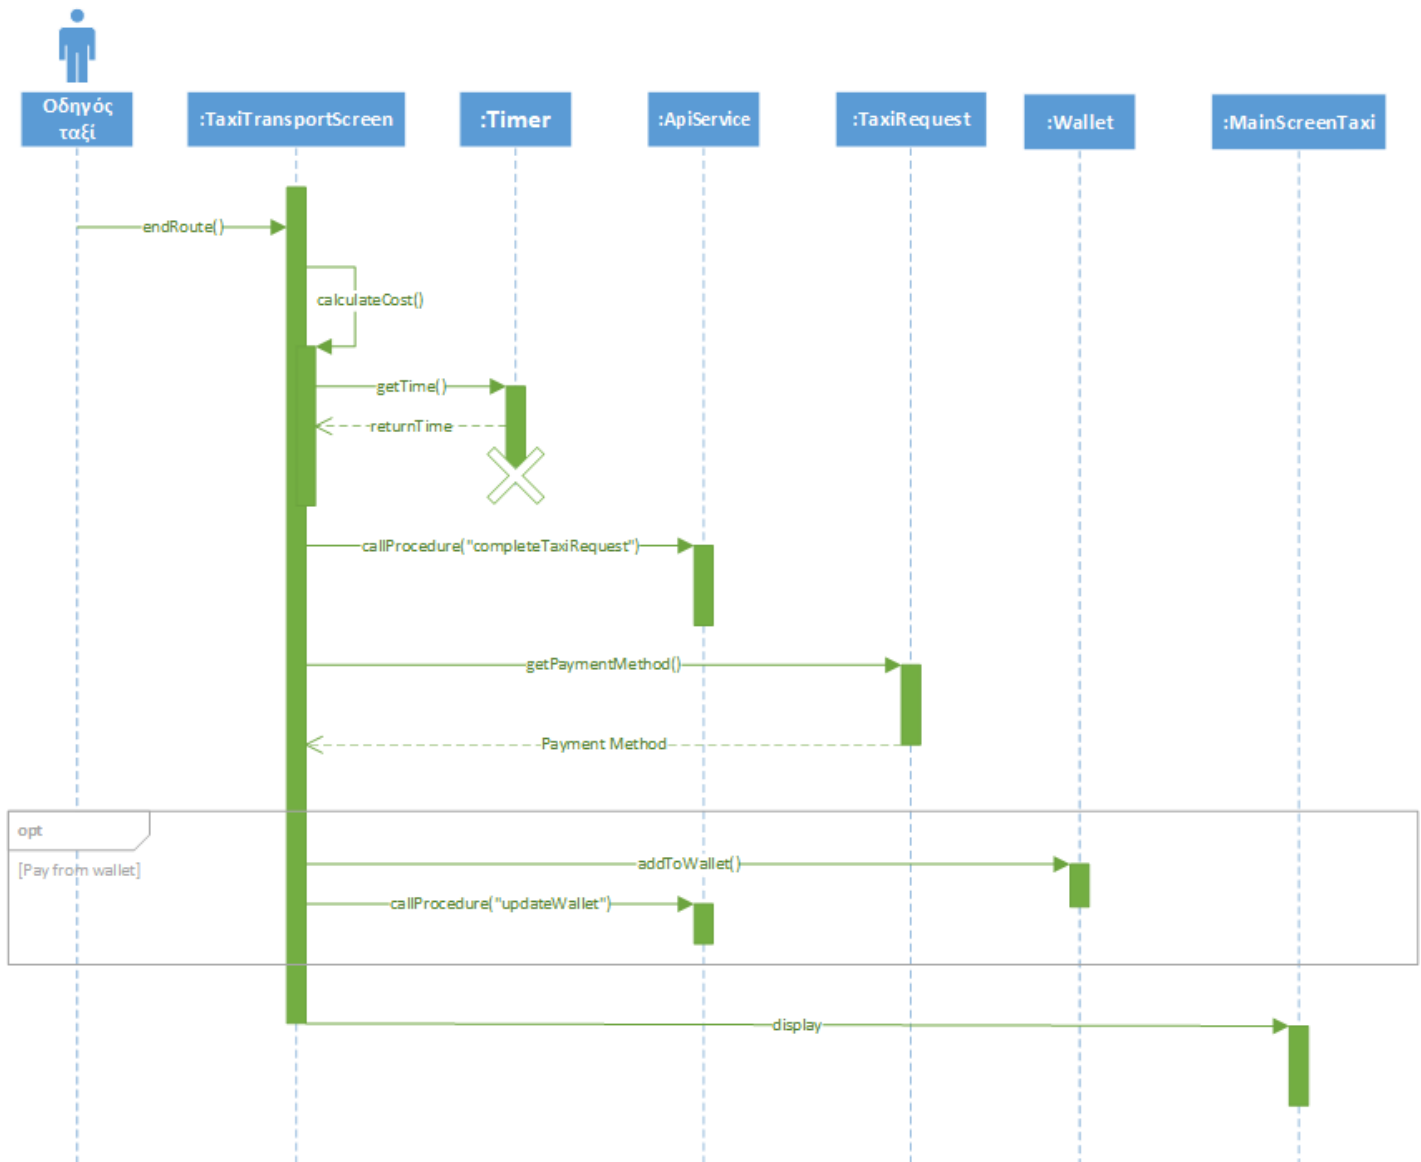 Οδηγός
ταξί
:TaxiTransportScreen
:Timer
:ApiService
:TaxiRequest
:Wallet
:MainScreenTaxi
endRoute()
calculateCost()
getTime()
returnTime
callProcedure("completeTaxiRequest")
getPaymentMethod()
Payment Method
opt
[Pay from wallet]
addToWallet()
callProcedure("updateWallet")
display